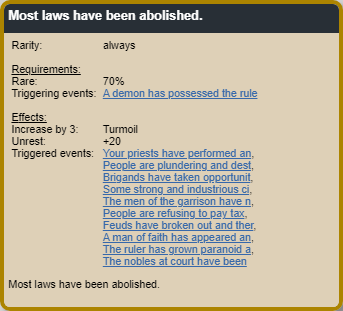 Most laws have been abolished.
Rarity: always
Requirements:
Rare: 70%
Triggering events: A demon has possessed the rule
Effects:
Increase by 3: Turmoil
Unrest: +20
Triggered events: Your priests have performed an,
People are plundering and dest,
Brigands have taken opportunit,
Some strong and industrious ci,
The men of the garrison have n,
People are refusing to pay tax,
Feuds have broken out and ther,
A man of faith has appeared an,
The ruler has grown paranoid a,
The nobles at court have been
Most laws have been abolished.